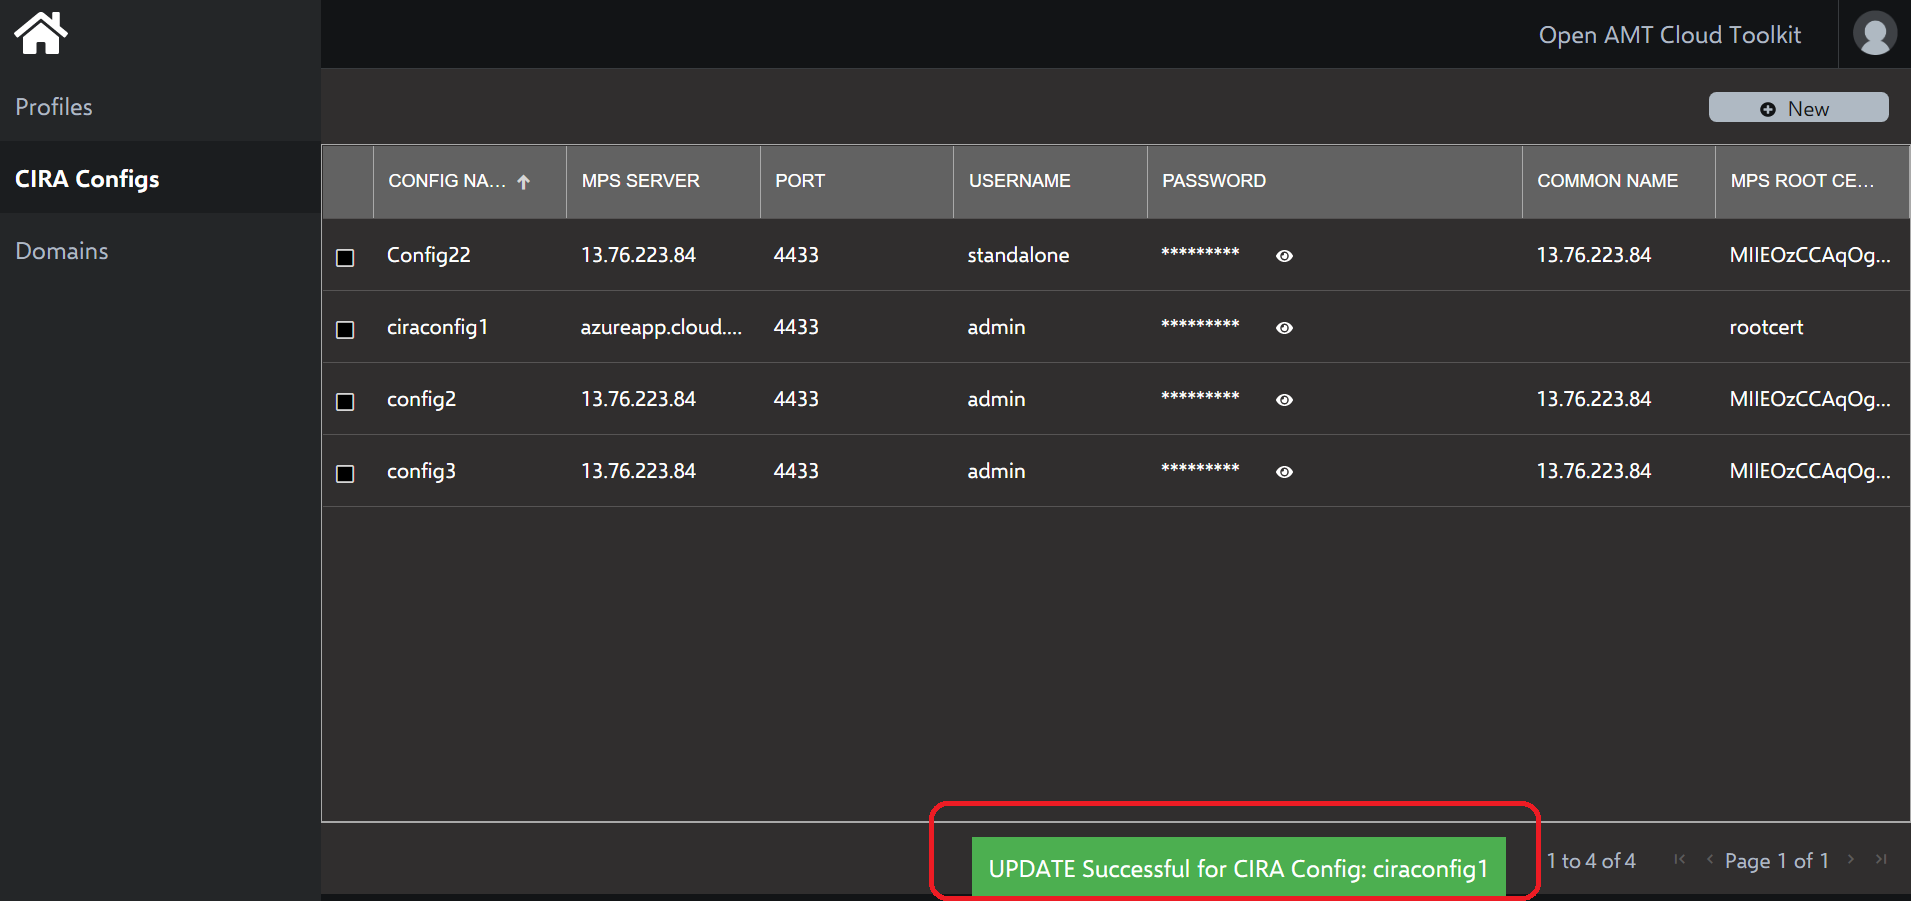 Open AMT Cloud Toolkit
Profiles
CIRA Configs
Domains
New
CONFIG NA... MPS SERVER PORT USERNAME PASSWORD COMMON NAME MPS ROOT CE...
Config22 13.76.223.84 4433 standalone ********* 13.76.223.84 MIIEOzCCAqOg...
ciraconfig1 azureapp.cloud.... 4433 admin ********* rootcert
config2 13.76.223.84 4433 admin ********* 13.76.223.84 MIIEOzCCAqOg...
config3 13.76.223.84 4433 admin ********* 13.76.223.84 MIIEOzCCAqOg...
UPDATE Successful for CIRA Config: ciraconfig1
1 to 4 of 4 Page 1 of 1